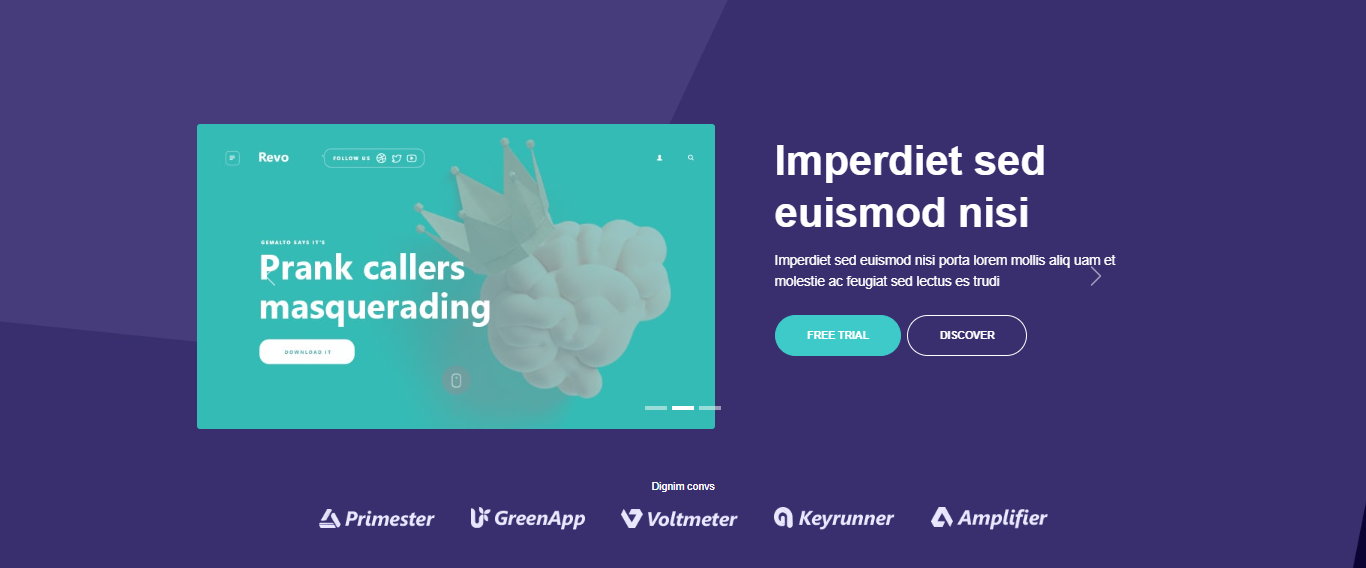 Revo
FOLLOW US
GEMALTO SAYS IT'S
Prank callers
masquerading
DOWNLOAD IT
Imperdiet sed
euismod nisi
Imperdiet sed euismod nisi porta lorem mollis aliq uam et
molestie ac feugiat sed lectus es trudi
FREE TRIAL DISCOVER
Dignim convs
Primester GreenApp Voltmeter Keyrunner Amplifier